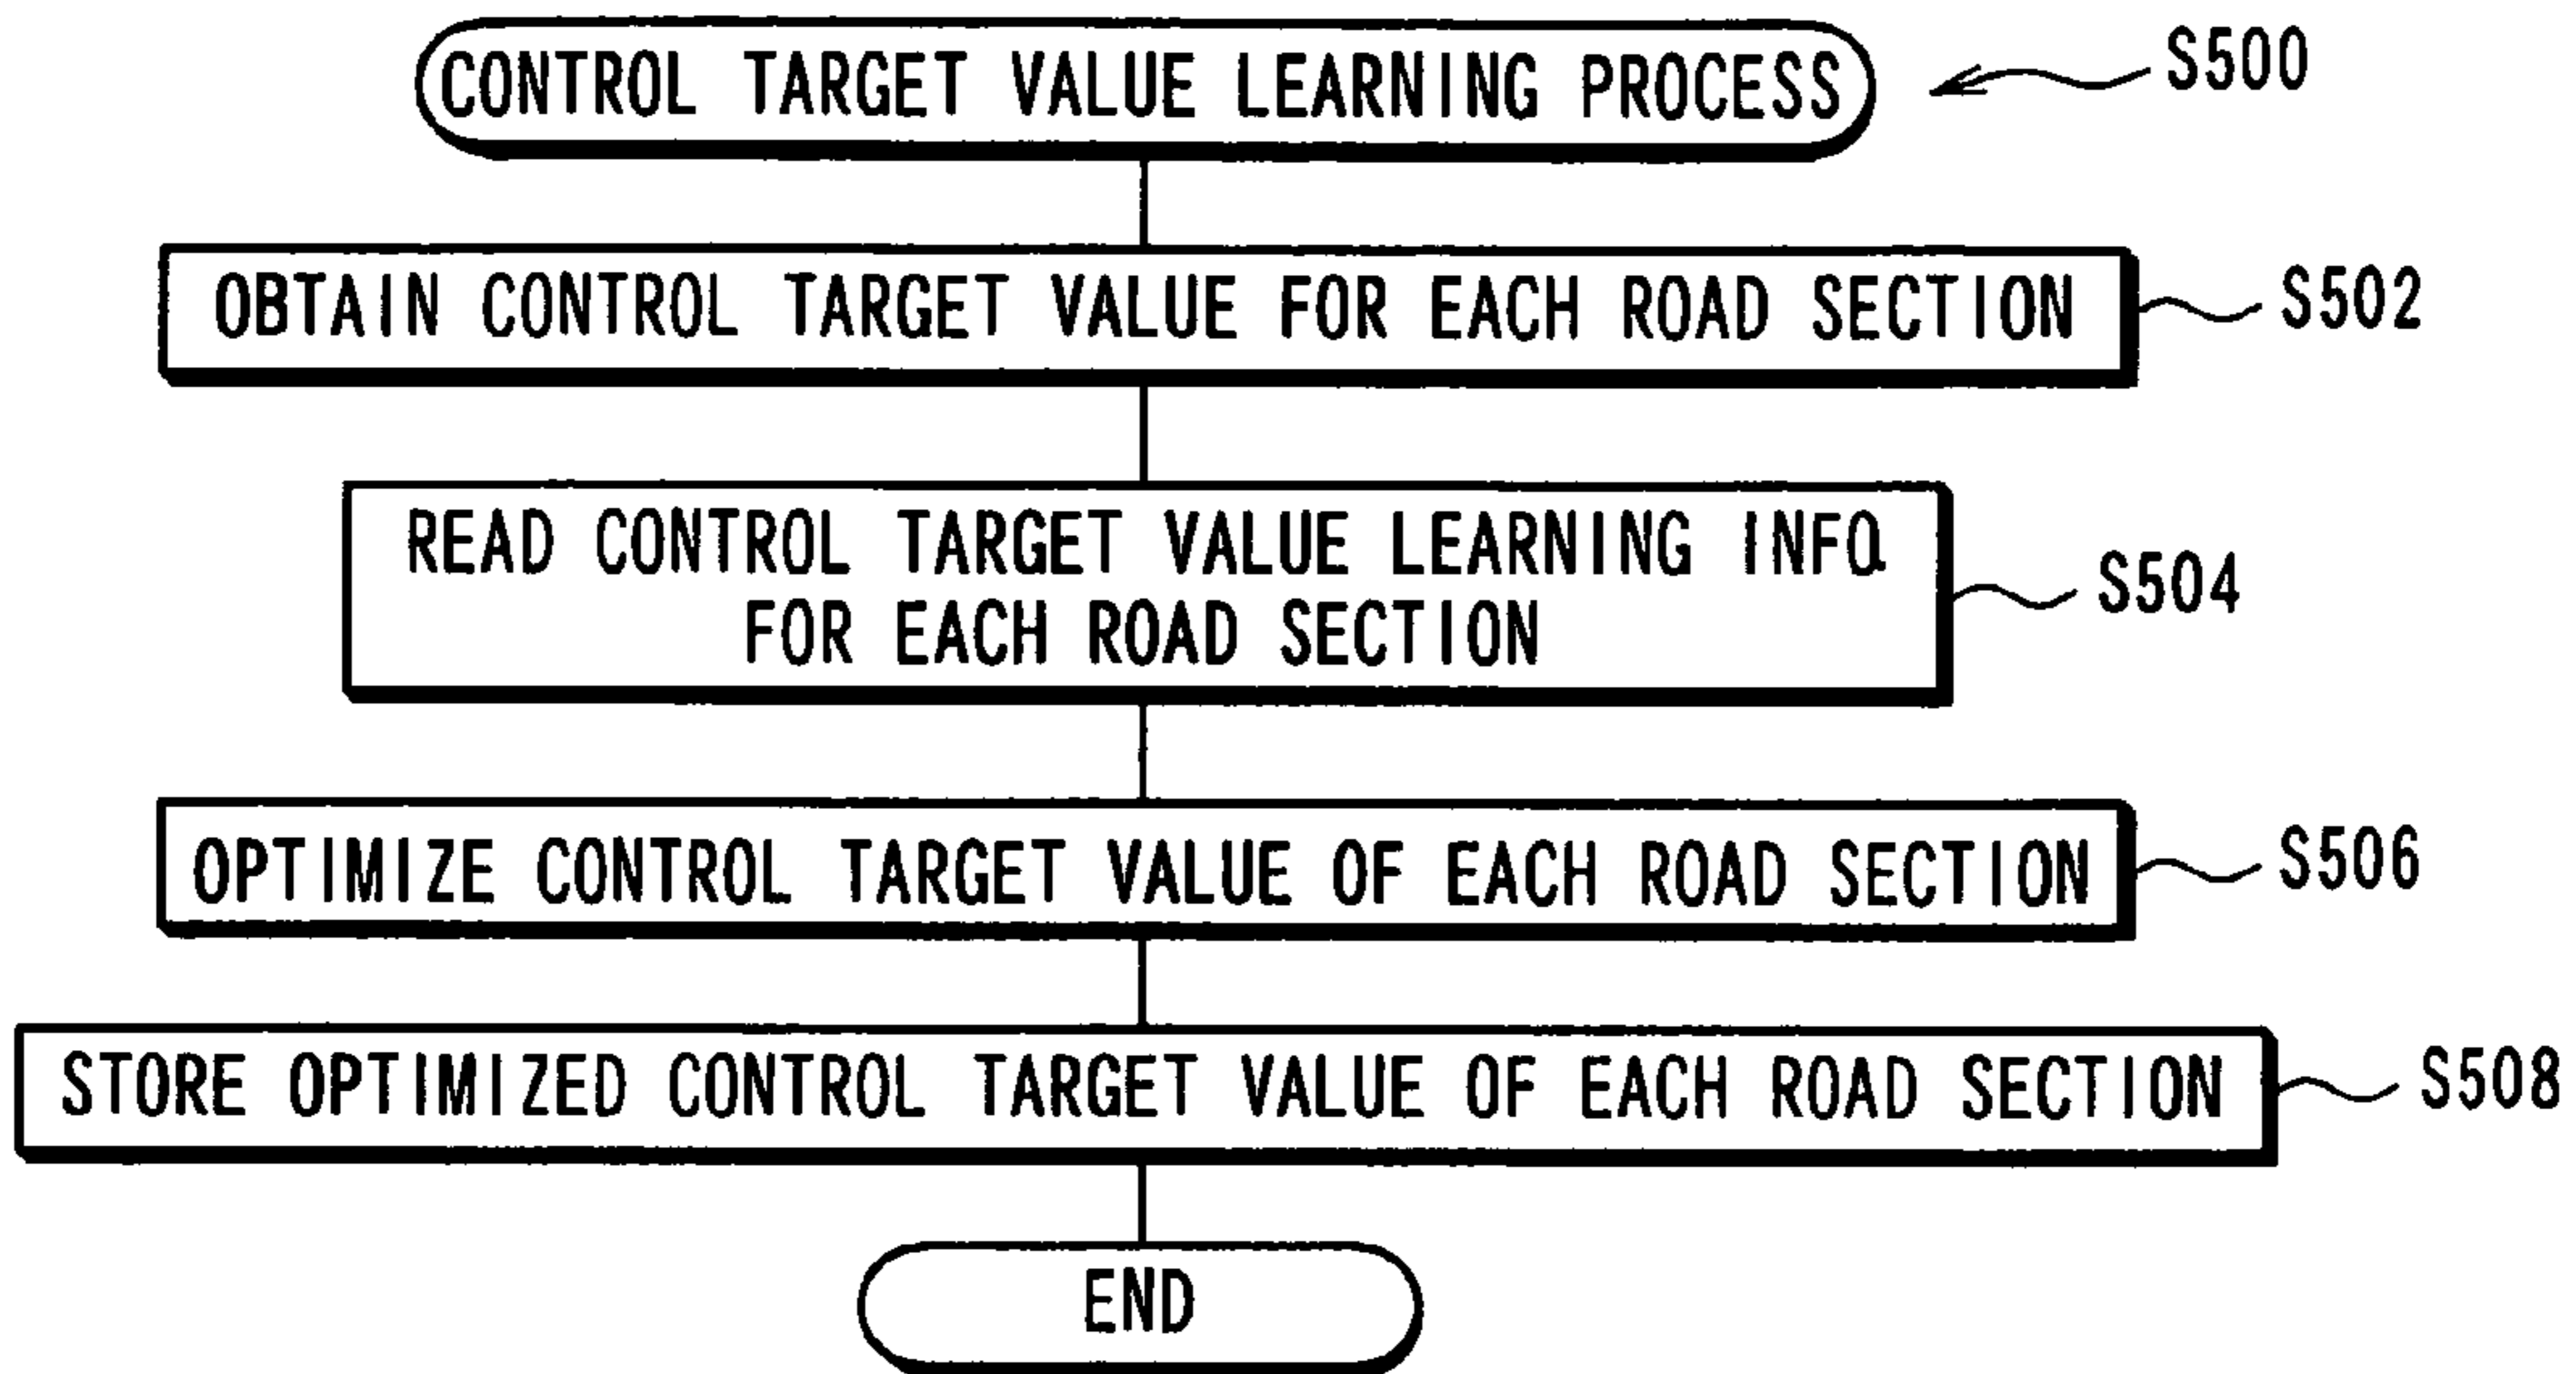 CONTROL TARGET VALUE LEARNING PROCESS
S500
OBTAIN CONTROL TARGET VALUE FOR EACH ROAD SECTION
S502
READ CONTROL TARGET VALUE LEARNING INFO.
FOR EACH ROAD SECTION
S504
OPTIMIZE CONTROL TARGET VALUE OF EACH ROAD SECTION
S506
STORE OPTIMIZED CONTROL TARGET VALUE OF EACH ROAD SECTION
S508
END